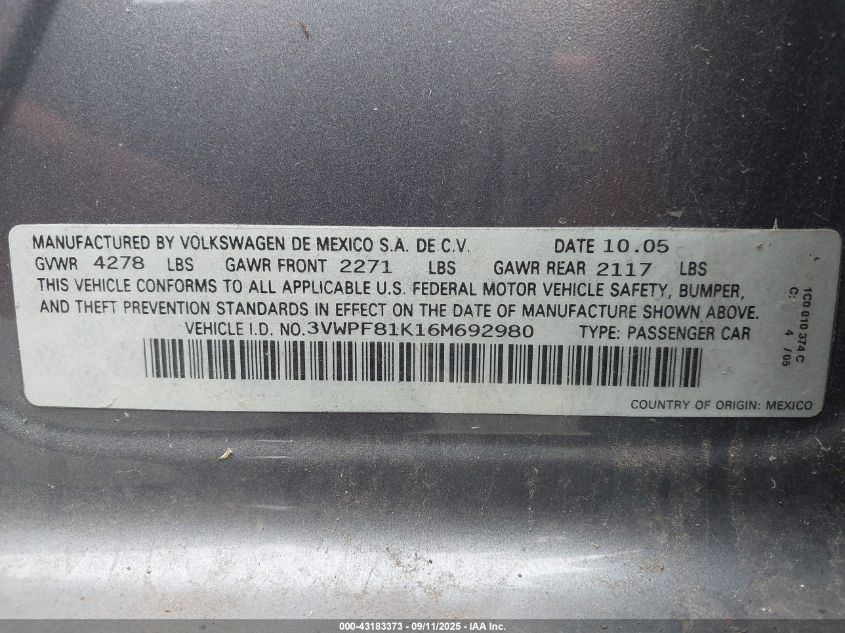 MANUFACTURED BY VOLKSWAGEN DE MEXICO S.A. DE C.V. DATE 10.05
GVWR 4278 LBS GAWR FRONT 2271 LBS GAWR REAR 2117 LBS
THIS VEHICLE CONFORMS TO ALL APPLICABLE U.S. FEDERAL MOTOR VEHICLE SAFETY, BUMPER,
AND THEFT PREVENTION STANDARDS IN EFFECT ON THE DATE OF MANUFACTURE SHOWN ABOVE.
VEHICLE I.D. NO.3VWPF81K16M692980 TYPE: PASSENGER CAR
COUNTRY OF ORIGIN: MEXICO
1C0 010 374 C
C: 4 / 05
000-43183373 - 09/11/2025 - IAA Inc.